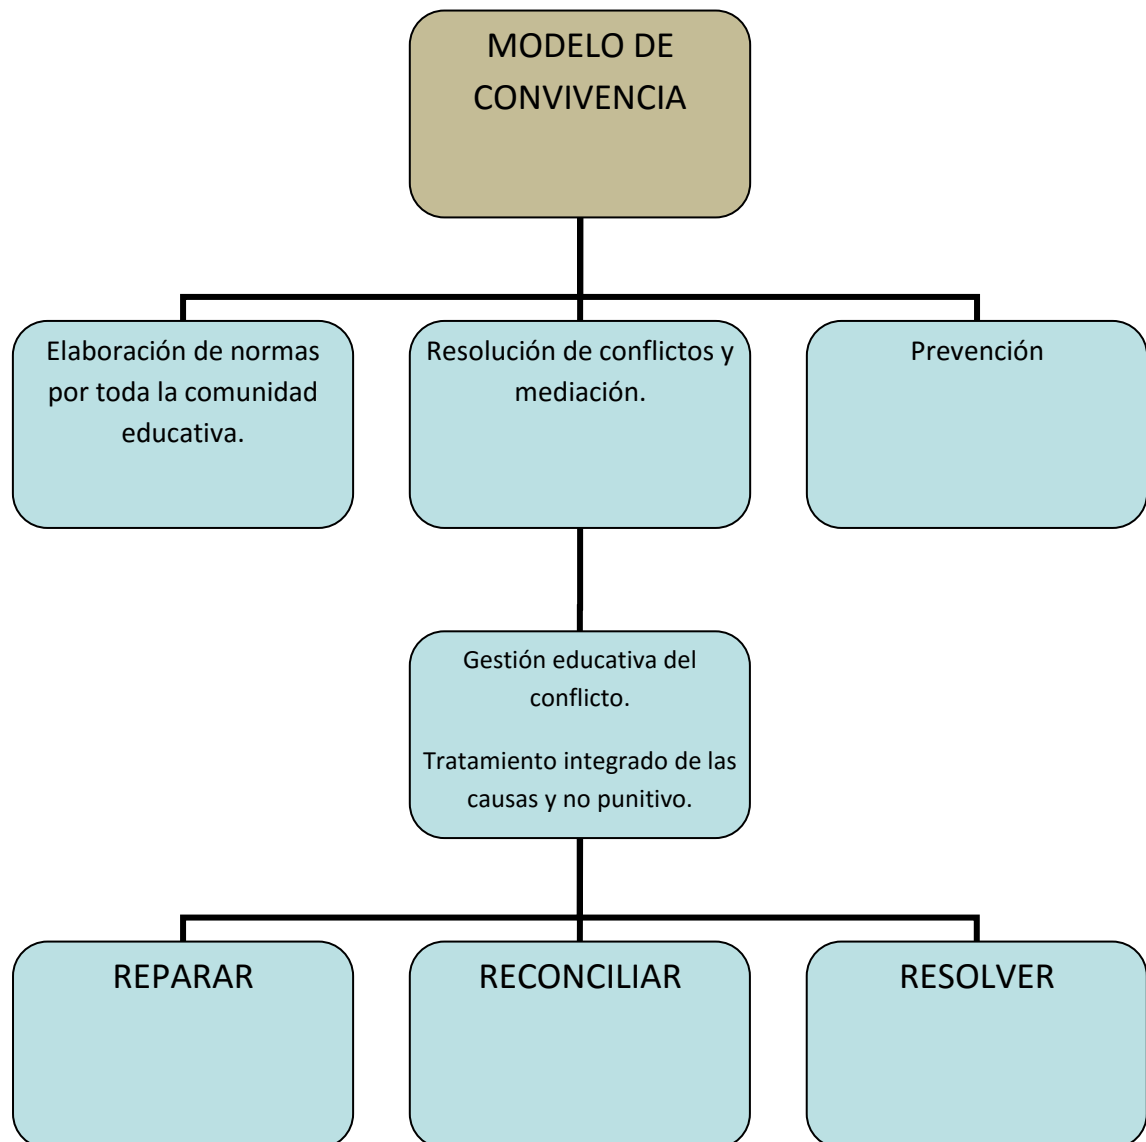 MODELO DE
CONVIVENCIA
Elaboración de normas
por toda la comunidad
educativa.
Resolución de conflictos y
mediación.
Prevención
Gestión educativa del
conflicto.
Tratamiento integrado de las
causas y no punitivo.
REPARAR
RECONCILIAR
RESOLVER